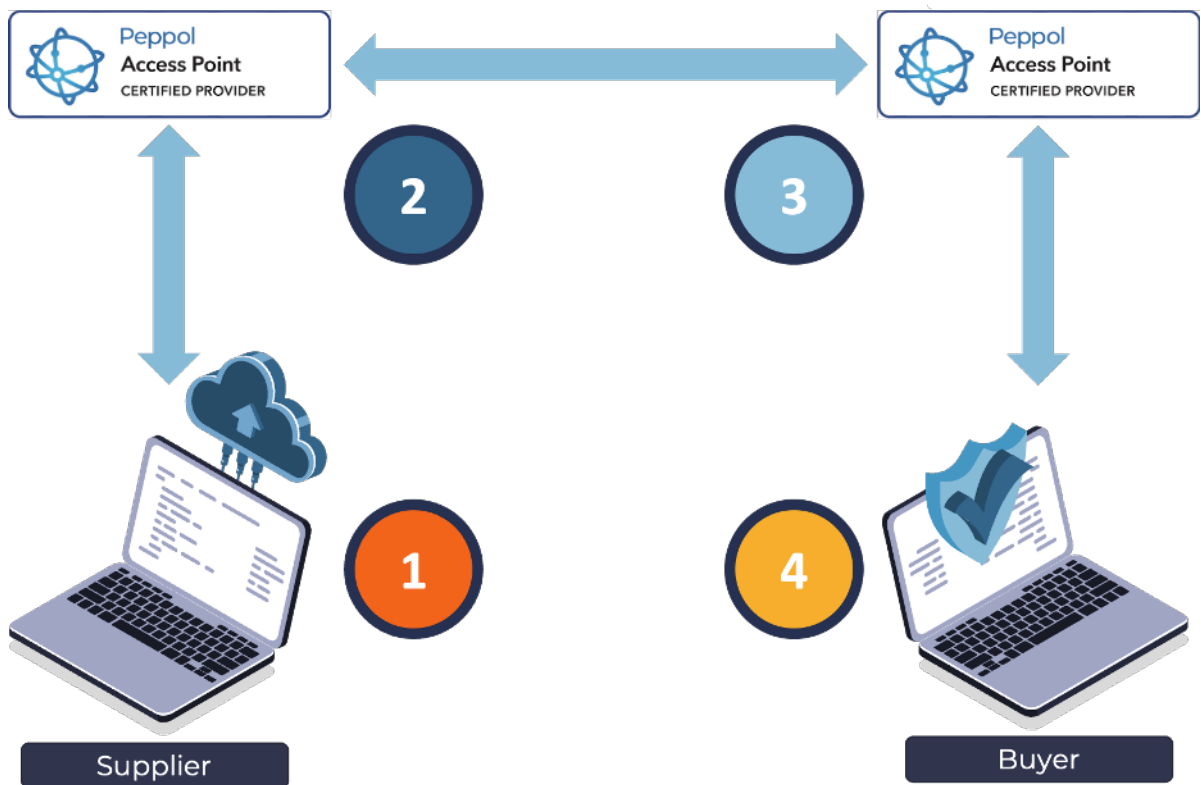 Peppol
Access Point
CERTIFIED PROVIDER
Peppol
Access Point
CERTIFIED PROVIDER
2
3
1
4
Supplier
Buyer